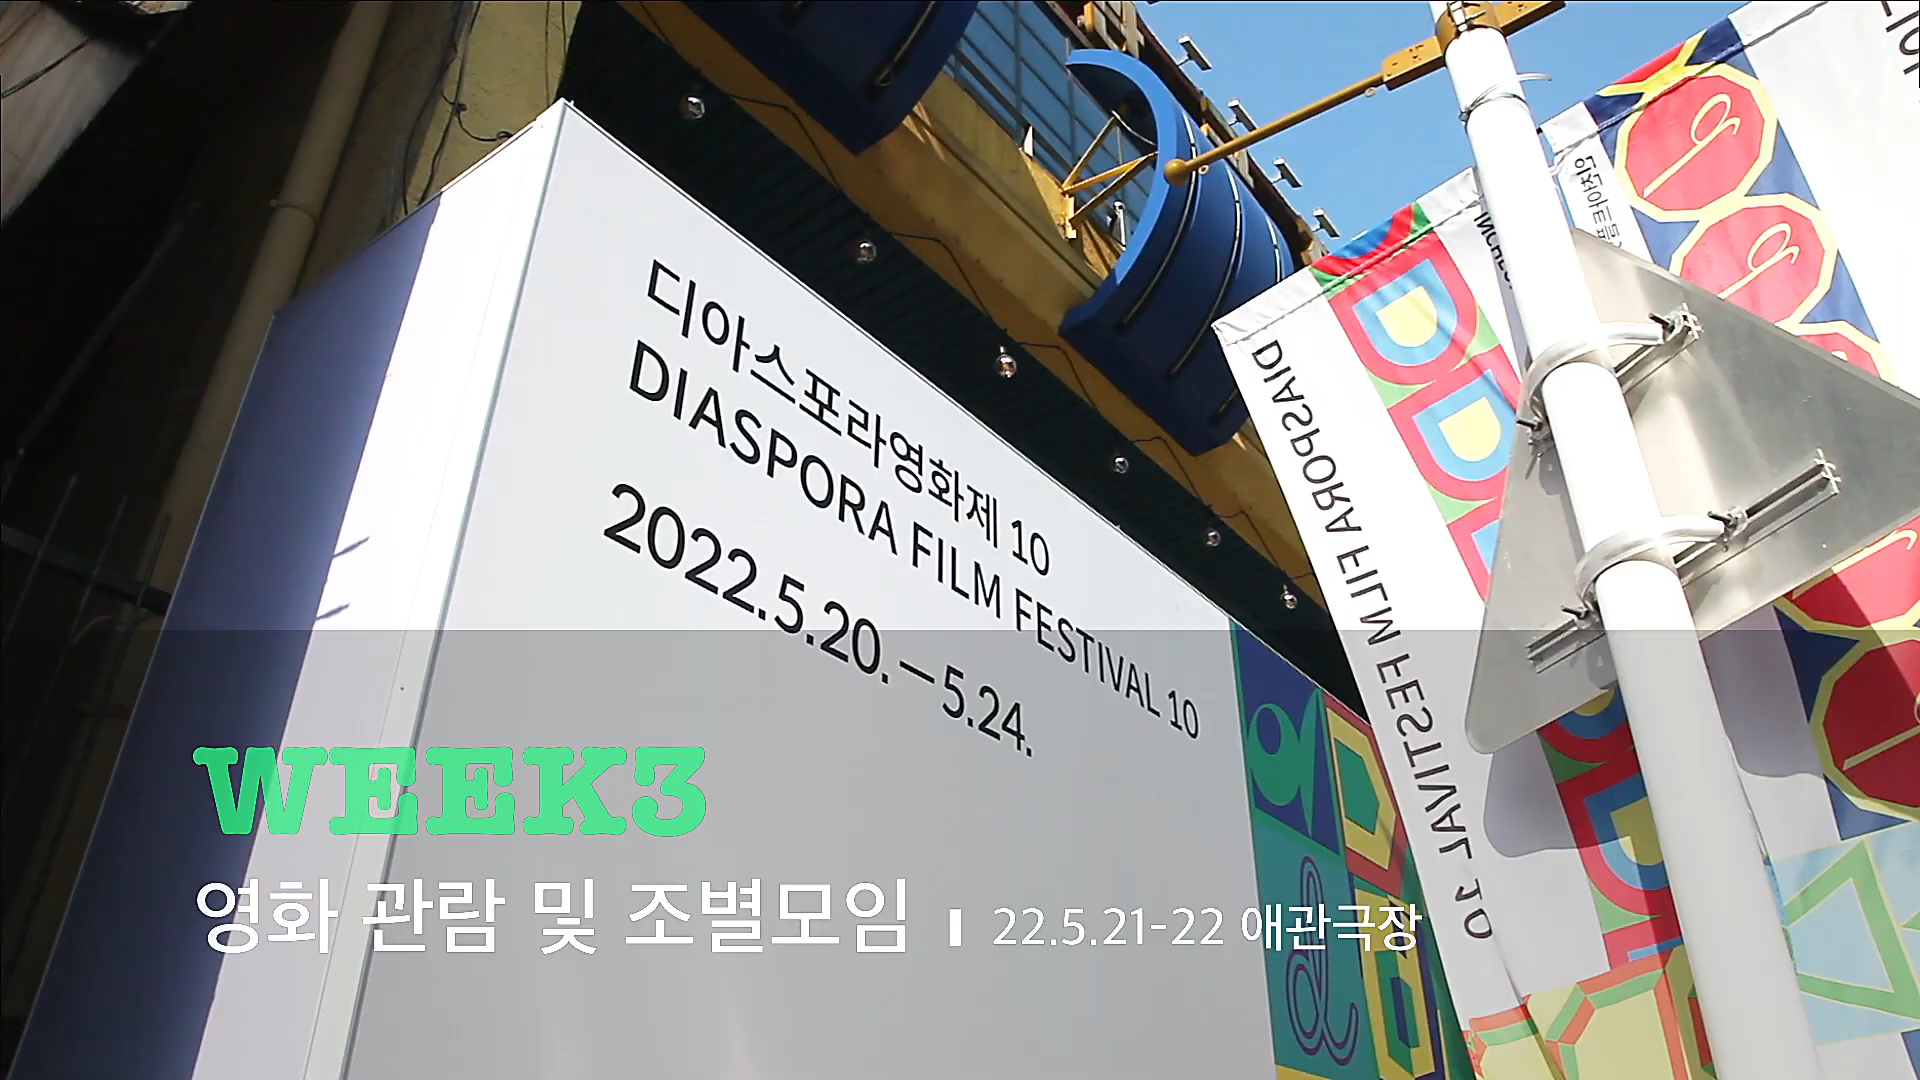 디아스포라영화제 10
DIASPORA FILM FESTIVAL 10
2022.5.20.—5.24.
DIASPORA FILM FESTIVAL 10
WEEK3
영화 관람 및 조별모임 22.5.21-22 애관극장